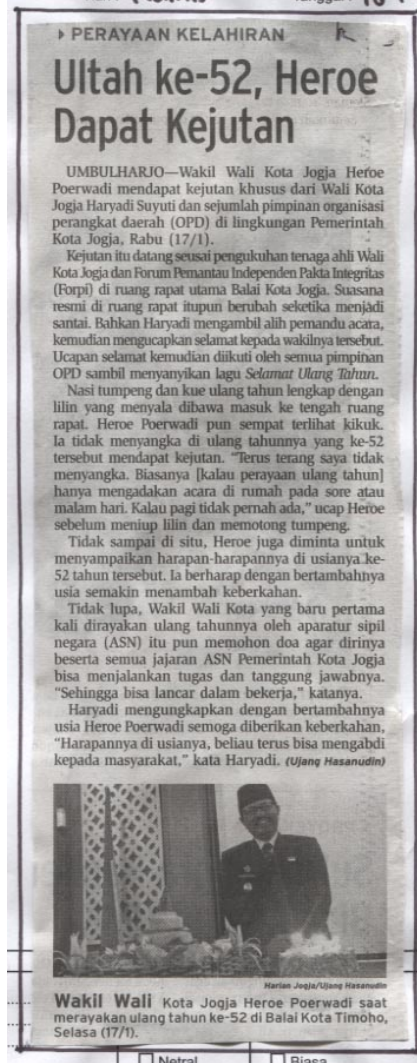 ▸ PERAYAAN KELAHIRAN
Ultah ke-52, Heroe
Dapat Kejutan
UMBULHARJO—Wakil Wali Kota Jogja Heroe
Poerwadi mendapat kejutan khusus dari Wali Kota
Jogja Haryadi Suyuti dan sejumlah pimpinan organisasi
perangkat daerah (OPD) di lingkungan Pemerintah
Kota Jogja, Rabu (17/1).
Kejutan itu datang seusai pengukuhan tenaga ahli Wali
Kota Jogja dan Forum Pemantau Independen Pakta Integritas
(Forpi) di ruang rapat utama Balai Kota Jogja. Suasana
resmi di ruang rapat itupun berubah seketika menjadi
santai. Bahkan Haryadi mengambil alih pemandu acara,
kemudian mengucapkan selamat kepada wakilnya tersebut.
Ucapan selamat kemudian diikuti oleh semua pimpinan
OPD sambil menyanyikan lagu Selamat Ulang Tahun.
Nasi tumpeng dan kue ulang tahun lengkap dengan
lilin yang menyala dibawa masuk ke tengah ruang
rapat. Heroe Poerwadi pun sempat terlihat kikuk.
Ia tidak menyangka di ulang tahunnya yang ke-52
tersebut mendapat kejutan. “Terus terang saya tidak
menyangka. Biasanya [kalau perayaan ulang tahun]
hanya mengadakan acara di rumah pada sore atau
malam hari. Kalau pagi tidak pernah ada,” ucap Heroe
sebelum meniup lilin dan memotong tumpeng.
Tidak sampai di situ, Heroe juga diminta untuk
menyampaikan harapan-harapannya di usianya ke-
52 tahun tersebut. Ia berharap dengan bertambahnya
usia semakin menambah keberkahan.
Tidak lupa, Wakil Wali Kota yang baru pertama
kali dirayakan ulang tahunnya oleh aparatur sipil
negara (ASN) itu pun memohon doa agar dirinya
beserta semua jajaran ASN Pemerintah Kota Jogja
bisa menjalankan tugas dan tanggung jawabnya.
“Sehingga bisa lancar dalam bekerja,” katanya.
Haryadi mengungkapkan dengan bertambahnya
usia Heroe Poerwadi semoga diberikan keberkahan,
“Harapannya di usianya, beliau terus bisa mengabdi
kepada masyarakat,” kata Haryadi. (Ujang Hasanudin)
Harian Jogja/Ujang Hasanudin
Wakil Wali Kota Jogja Heroe Poerwadi saat
merayakan ulang tahun ke-52 di Balai Kota Timoho,
Selasa (17/1).
Netral Biasa